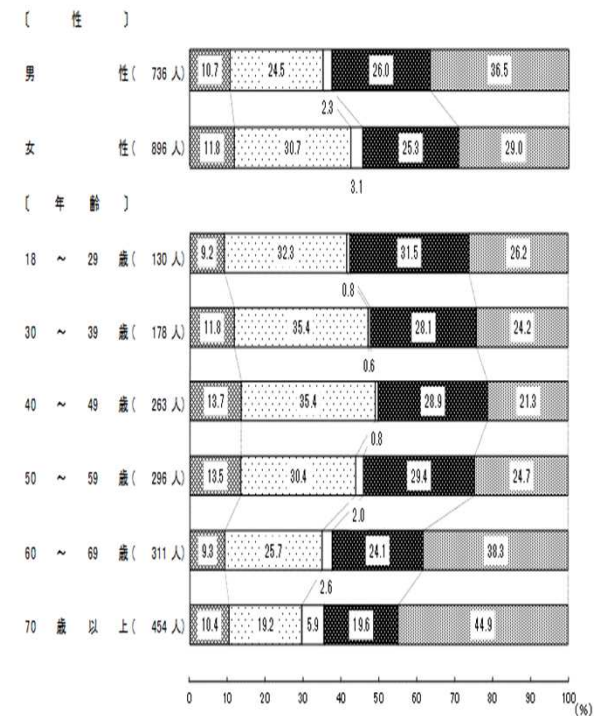 〔 性 〕
男 性( 736 人) 10.7 24.5 26.0 36.5
2.3
女 性( 896 人) 11.8 30.7 25.3 29.0
3.1
〔 年 齢 〕
18 ～ 29 歳( 130 人) 9.2 32.3 31.5 26.2
0.8
30 ～ 39 歳( 178 人) 11.8 35.4 28.1 24.2
0.6
40 ～ 49 歳( 263 人) 13.7 35.4 28.9 21.3
0.8
50 ～ 59 歳( 296 人) 13.5 30.4 29.4 24.7
2.0
60 ～ 69 歳( 311 人) 9.3 25.7 24.1 38.3
2.6
70 歳 以 上( 454 人) 10.4 19.2 5.9 19.6 44.9
0 10 20 30 40 50 60 70 80 90 100
(%)